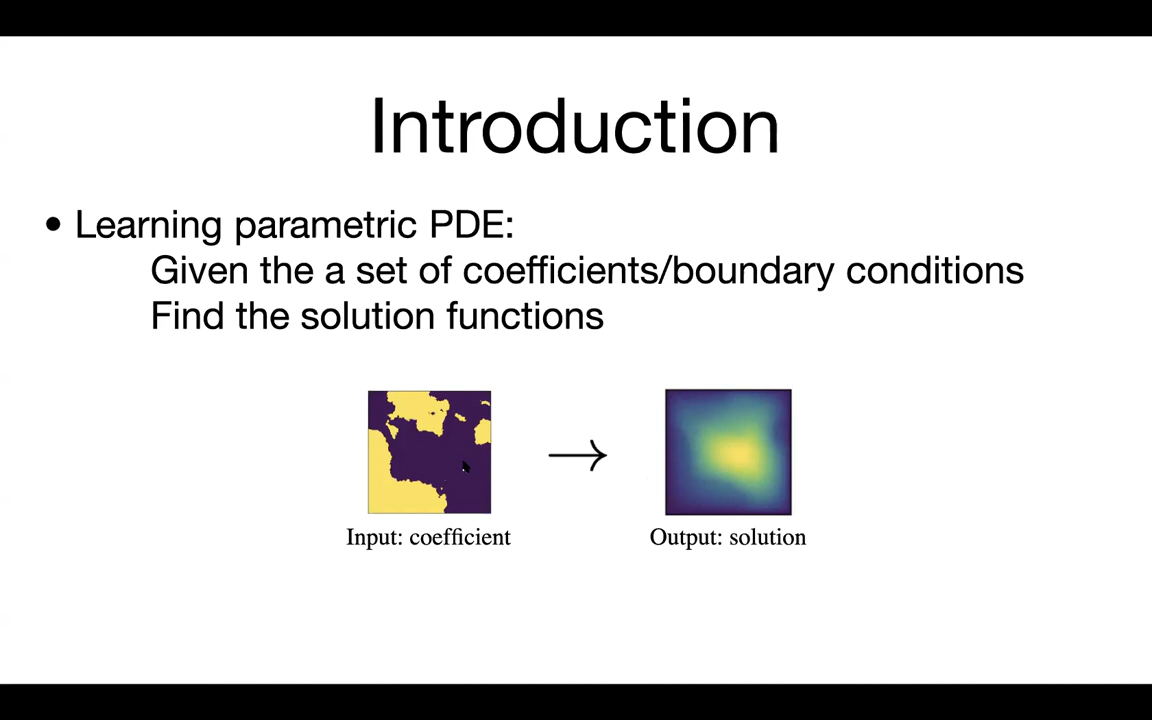 Introduction
• Learning parametric PDE:
Given the a set of coefficients/boundary conditions
Find the solution functions
Input: coefficient
Output: solution